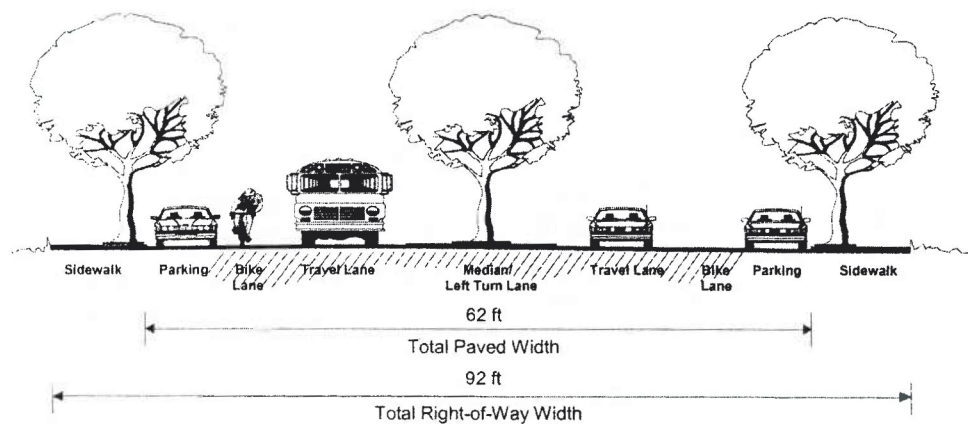 Sidewalk Parking Bike Travel Lane Median/ Travel Lane Bike Parking Sidewalk
Lane Left Turn Lane Lane
62 ft
Total Paved Width
92 ft
Total Right-of-Way Width